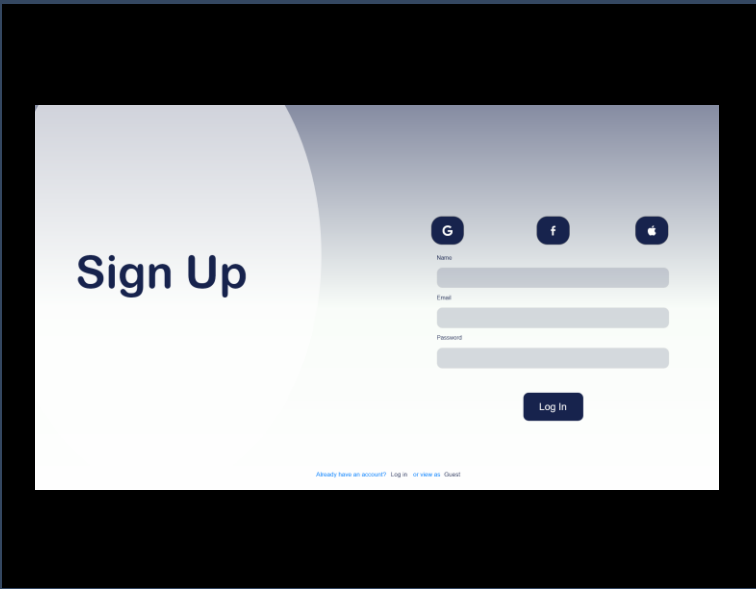 Sign Up
G
f
Name
Email
Password
Log In
Already have an account? Log in or view as Guest